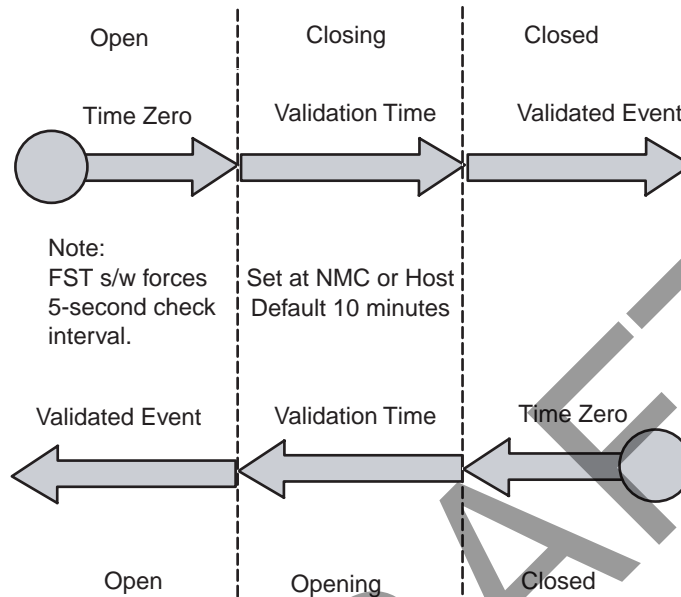 Open Closing Closed
Time Zero Validation Time Validated Event
Note:
FST s/w forces
5-second check
interval.
Set at NMC or Host
Default 10 minutes
Validated Event Validation Time Time Zero
Open Opening Closed